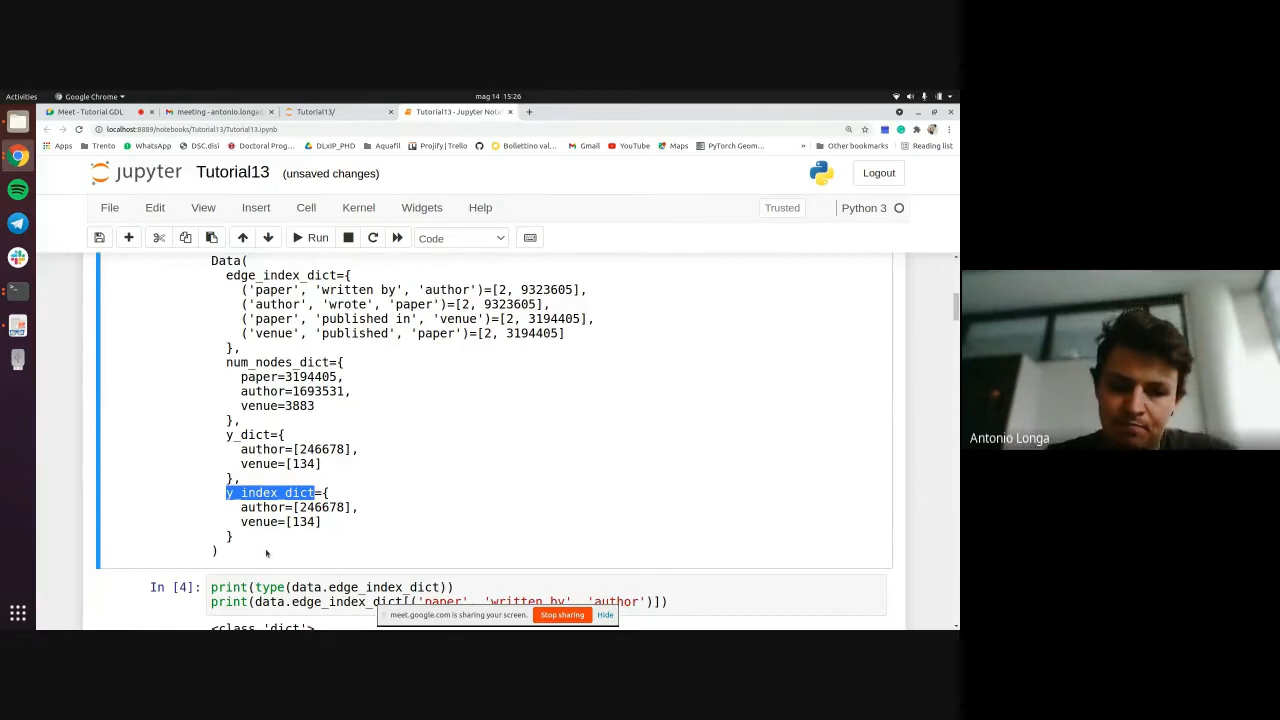 Activities
Google Chrome
mag 14 15:26
Meet - Tutorial GDL
meeting - antonio.longa
Tutorial13/
Tutorial13 - Jupyter Note
localhost:8889/notebooks/Tutorial13/Tutorial13.ipynb
Apps
Trento
WhatsApp
DSC.disi
Doctoral Prog...
DLxIP_PHD
Aquafil
Projify | Trello
Bollettino val...
Gmail
YouTube
Maps
PyTorch Geom...
»
Other bookmarks
Reading list
jupyter Tutorial13 (unsaved changes)
Logout
File Edit View Insert Cell Kernel Widgets Help
Trusted
Python 3
Run
Code
Data(
edge_index_dict={
('paper', 'written by', 'author')=[2, 9323605],
('author', 'wrote', 'paper')=[2, 9323605],
('paper', 'published in', 'venue')=[2, 3194405],
('venue', 'published', 'paper')=[2, 3194405]
},
num_nodes_dict={
paper=3194405,
author=1693531,
venue=3883
},
y_dict={
author=[246678],
venue=[134]
},
y_index_dict={
author=[246678],
venue=[134]
}
)
In [4]:
print(type(data.edge_index_dict))
print(data.edge_index_dict[('paper', 'written by', 'author')])
meet.google.com is sharing your screen.
Stop sharing
Hide
<class 'dict'>
Antonio Longa